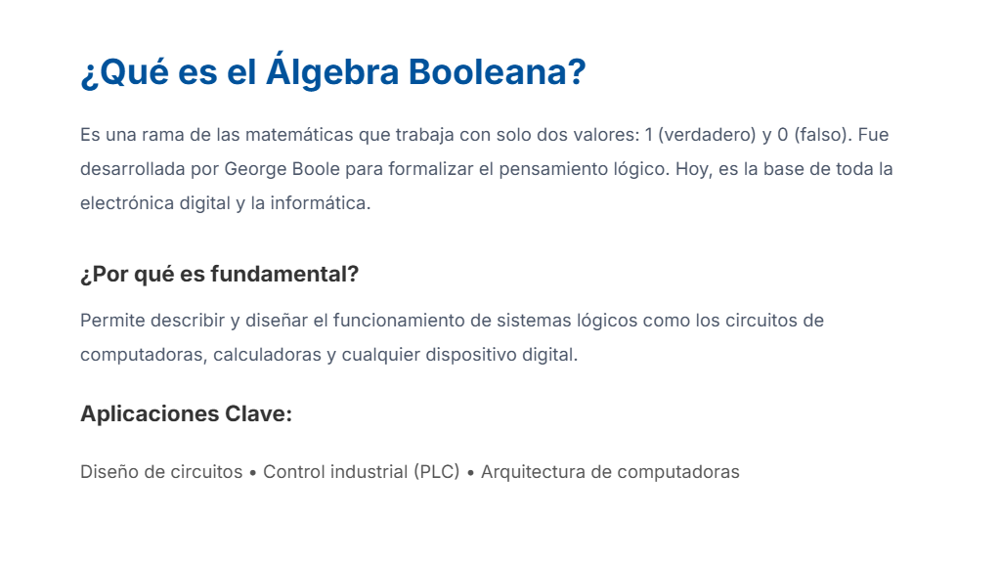 ¿Qué es el Álgebra Booleana?
Es una rama de las matemáticas que trabaja con solo dos valores: 1 (verdadero) y 0 (falso). Fue
desarrollada por George Boole para formalizar el pensamiento lógico. Hoy, es la base de toda la
electrónica digital y la informática.
¿Por qué es fundamental?
Permite describir y diseñar el funcionamiento de sistemas lógicos como los circuitos de
computadoras, calculadoras y cualquier dispositivo digital.
Aplicaciones Clave:
Diseño de circuitos • Control industrial (PLC) • Arquitectura de computadoras